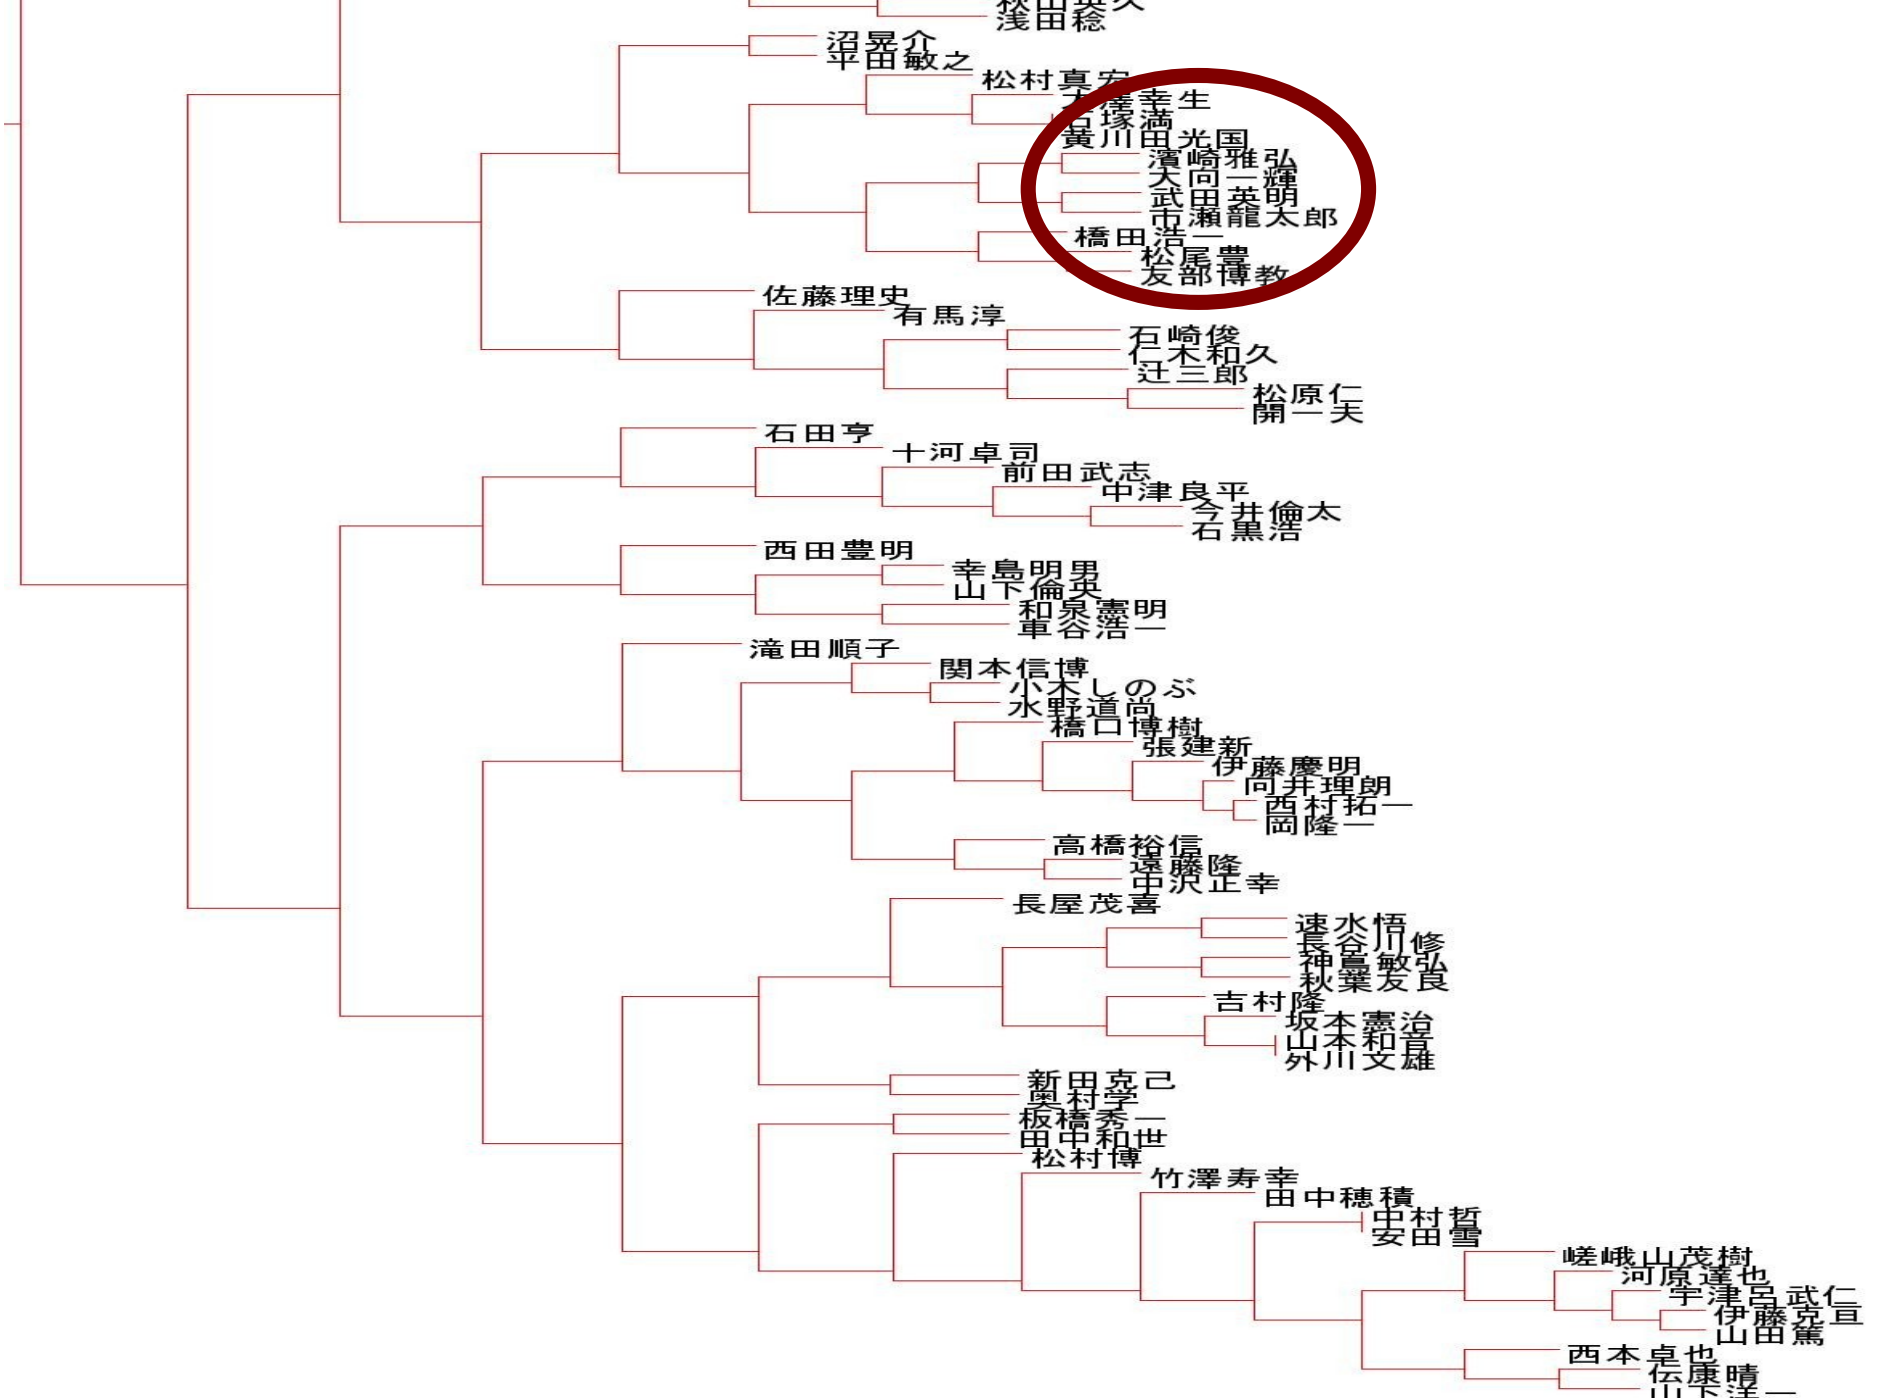 浅田稔
沼晃介
平田敏之
松村真宏
大澤幸生
石塚満
黄川田光国
濱崎雅弘
大向一輝
武田英明
市瀬龍太郎
橋田浩一
松尾豊
友部博教
佐藤理史
有馬淳
石崎俊
仁木和久
辻三郎
松原仁
開一夫
石田亨
十河卓司
前田武志
中津良平
今井倫太
石黒浩
西田豊明
幸島明男
山下倫央
和泉憲明
車谷浩一
滝田順子
関本信博
小木しのぶ
水野道尚
橋口博樹
張建新
伊藤慶明
向井理朗
西村拓一
岡隆一
高橋裕信
遠藤隆
中沢正幸
長屋茂喜
速水悟
長谷川修
神嶌敏弘
秋葉友良
吉村隆
坂本憲治
山本和音
外川文雄
新田克己
奥村学
板橋秀一
田中和世
松村博
竹澤寿幸
田中穂積
中村哲
安田雪
嵯峨山茂樹
河原達也
宇津呂武仁
伊藤克亘
山田篤
西本卓也
伝康晴
山下洋一